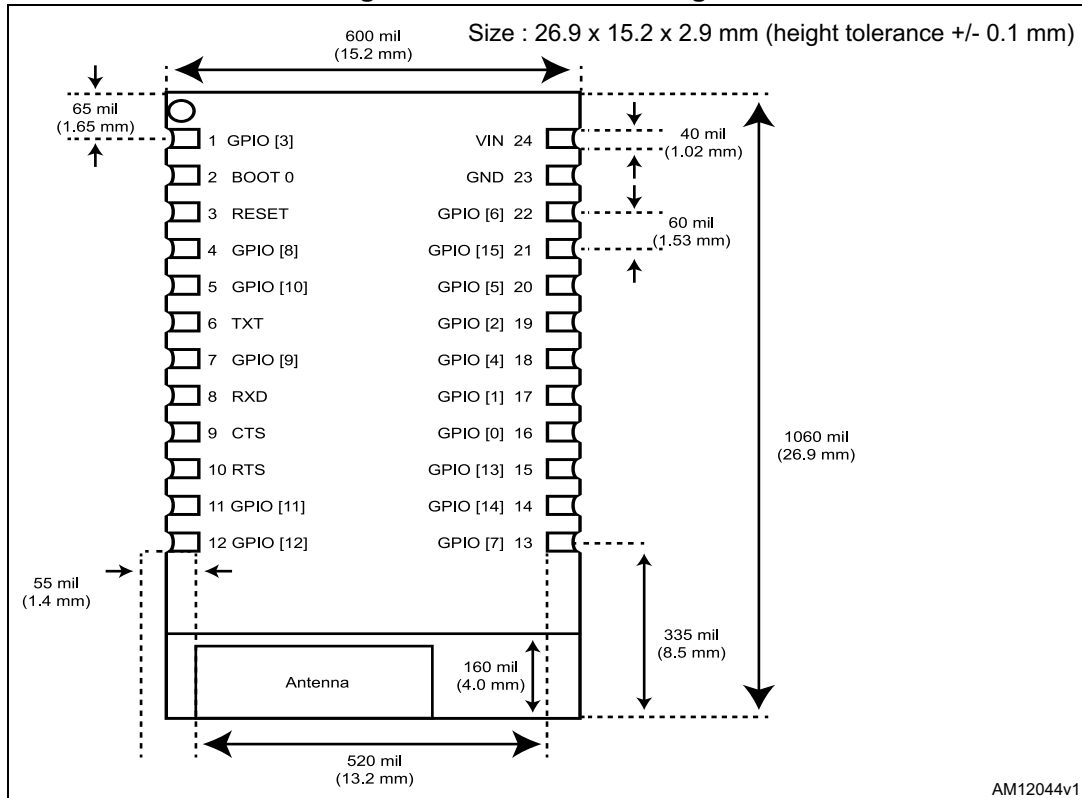 Size : 26.9 x 15.2 x 2.9 mm (height tolerance +/- 0.1 mm)
600 mil
(15.2 mm)
65 mil
(1.65 mm)
40 mil
(1.02 mm)
60 mil
(1.53 mm)
1 GPIO [3]
VIN 24
2 BOOT 0
GND 23
3 RESET
GPIO [6] 22
4 GPIO [8]
GPIO [15] 21
5 GPIO [10]
GPIO [5] 20
6 TXT
GPIO [2] 19
7 GPIO [9]
GPIO [4] 18
8 RXD
GPIO [1] 17
9 CTS
GPIO [0] 16
10 RTS
GPIO [13] 15
11 GPIO [11]
GPIO [14] 14
12 GPIO [12]
GPIO [7] 13
1060 mil
(26.9 mm)
55 mil
(1.4 mm)
335 mil
(8.5 mm)
160 mil
(4.0 mm)
Antenna
520 mil
(13.2 mm)
AM12044v1